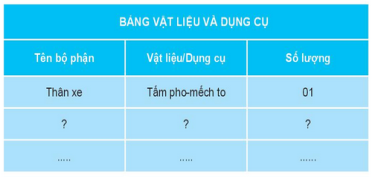 BẢNG VẬT LIỆU VÀ DỤNG CỤ
Tên bộ phận Vật liệu/Dụng cụ Số lượng
Thân xe Tấm pho-mếch to 01
? ? ?
..... ..... ......